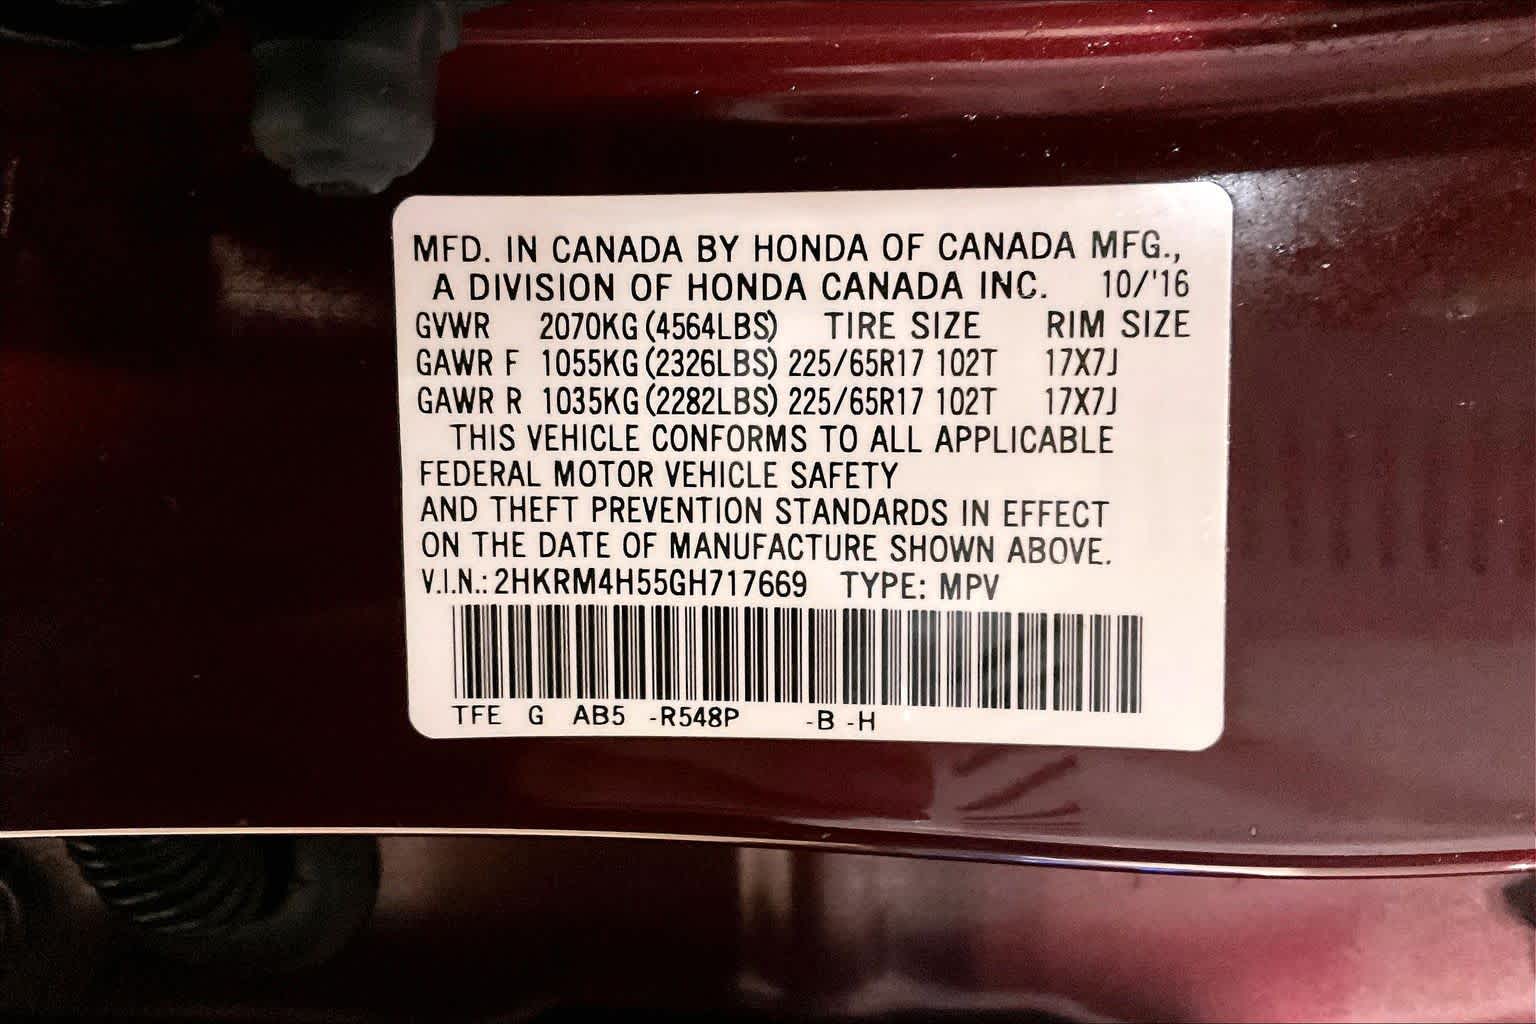 MFD. IN CANADA BY HONDA OF CANADA MFG.,
A DIVISION OF HONDA CANADA INC. 10/'16
GVWR 2070KG (4564LBS) TIRE SIZE RIM SIZE
GAWR F 1055KG (2326LBS) 225/65R17 102T 17X7J
GAWR R 1035KG (2282LBS) 225/65R17 102T 17X7J
THIS VEHICLE CONFORMS TO ALL APPLICABLE
FEDERAL MOTOR VEHICLE SAFETY
AND THEFT PREVENTION STANDARDS IN EFFECT
ON THE DATE OF MANUFACTURE SHOWN ABOVE.
V.I.N.: 2HKRM4H55GH717669 TYPE: MPV
TFE G AB5 -R548P -B -H